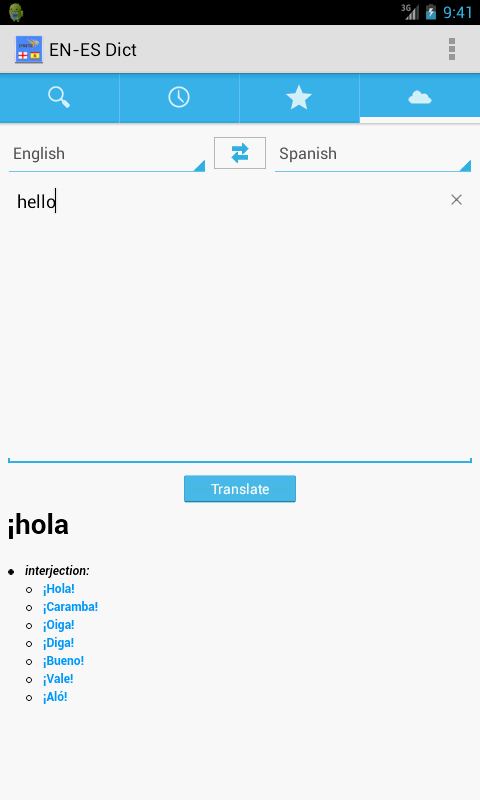 3G 9:41
EN-ES Dict
English Spanish
hello
Translate
¡hola
interjection:
¡Hola!
¡Caramba!
¡Oiga!
¡Diga!
¡Bueno!
¡Vale!
¡Aló!